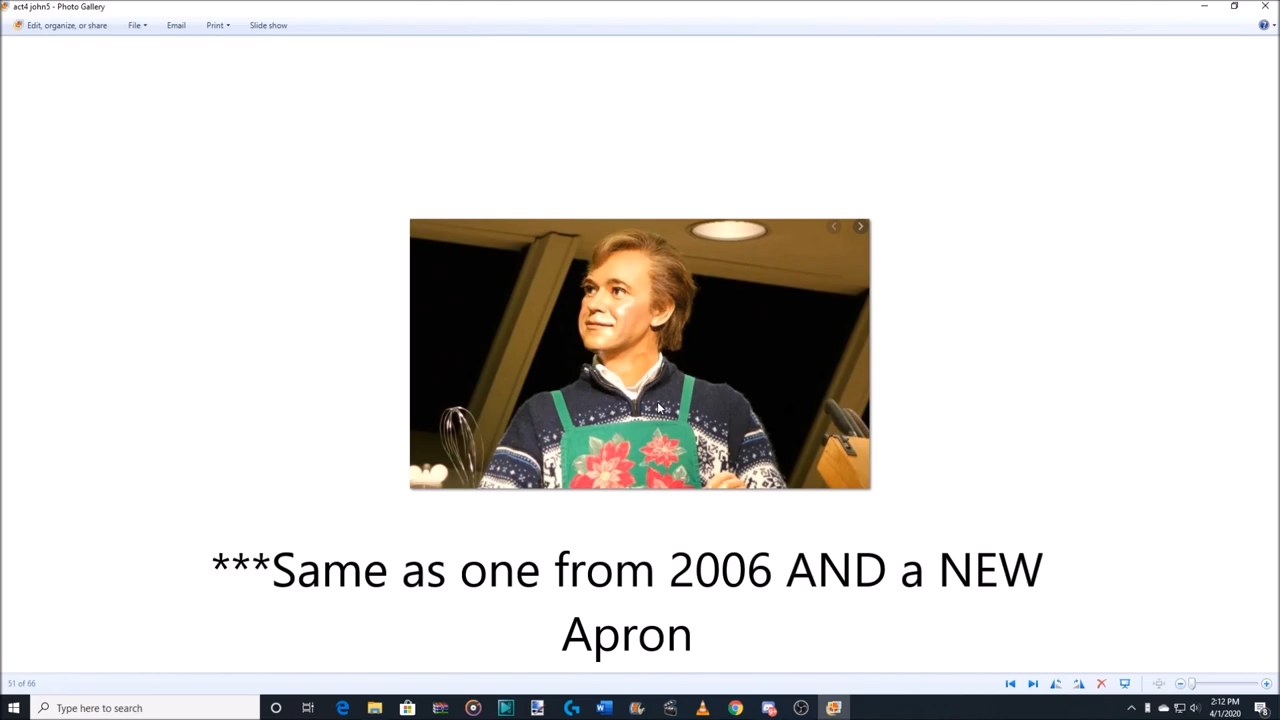 act4 john5 - Photo Gallery
Edit, organize, or share File Email Print Slide show
***Same as one from 2006 AND a NEW
Apron
51 of 66
Type here to search
2:12 PM
4/1/2020
8